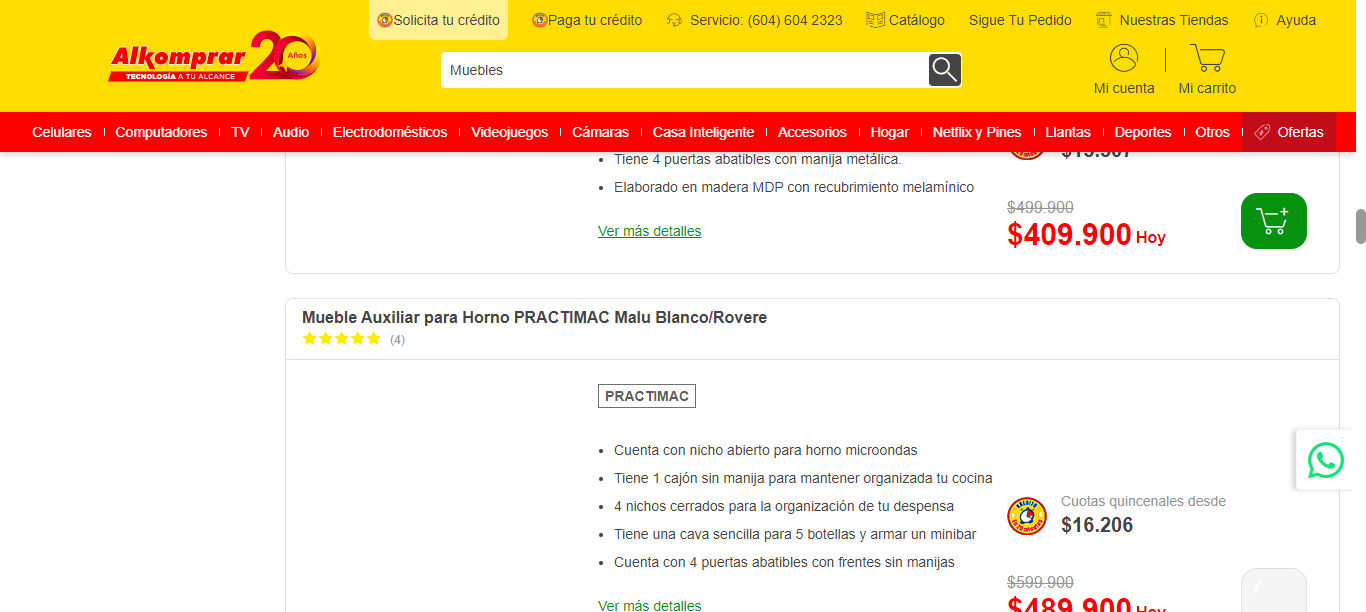 Solicita tu crédito
Paga tu crédito
Servicio: (604) 604 2323
Catálogo
Sigue Tu Pedido
Nuestras Tiendas
Ayuda
Alkomprar 20 Años
TECNOLOGÍA A TU ALCANCE
Muebles
Mi cuenta
Mi carrito
Celulares
Computadores
TV
Audio
Electrodomésticos
Videojuegos
Cámaras
Casa Inteligente
Accesorios
Hogar
Netflix y Pines
Llantas
Deportes
Otros
Ofertas
Tiene 4 puertas abatibles con manija metálica.
Elaborado en madera MDP con recubrimiento melamínico
Ver más detalles
$499.900
$409.900 Hoy
Mueble Auxiliar para Horno PRACTIMAC Malu Blanco/Rovere
(4)
PRACTIMAC
Cuenta con nicho abierto para horno microondas
Tiene 1 cajón sin manija para mantener organizada tu cocina
4 nichos cerrados para la organización de tu despensa
Tiene una cava sencilla para 5 botellas y armar un minibar
Cuenta con 4 puertas abatibles con frentes sin manijas
Ver más detalles
Cuotas quincenales desde
$16.206
$599.900
$489.900 Hoy